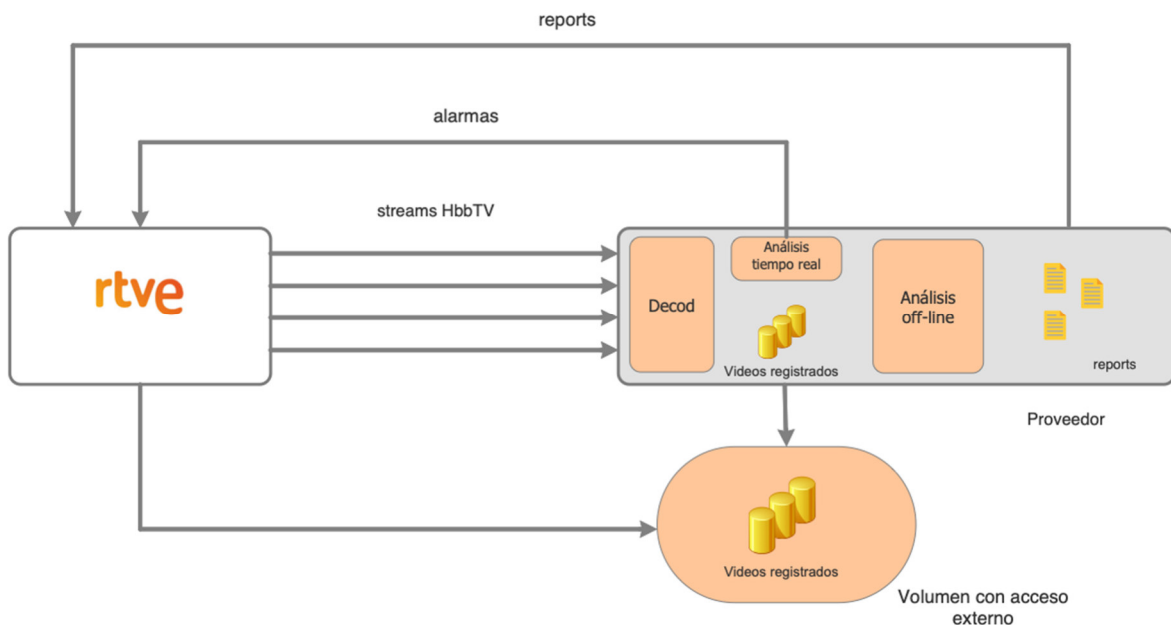 reports
alarmas
streams HbbTV
rtve
Decod
Análisis
tiempo real
Videos registrados
Análisis
off-line
reports
Proveedor
Videos registrados
Volumen con acceso
externo